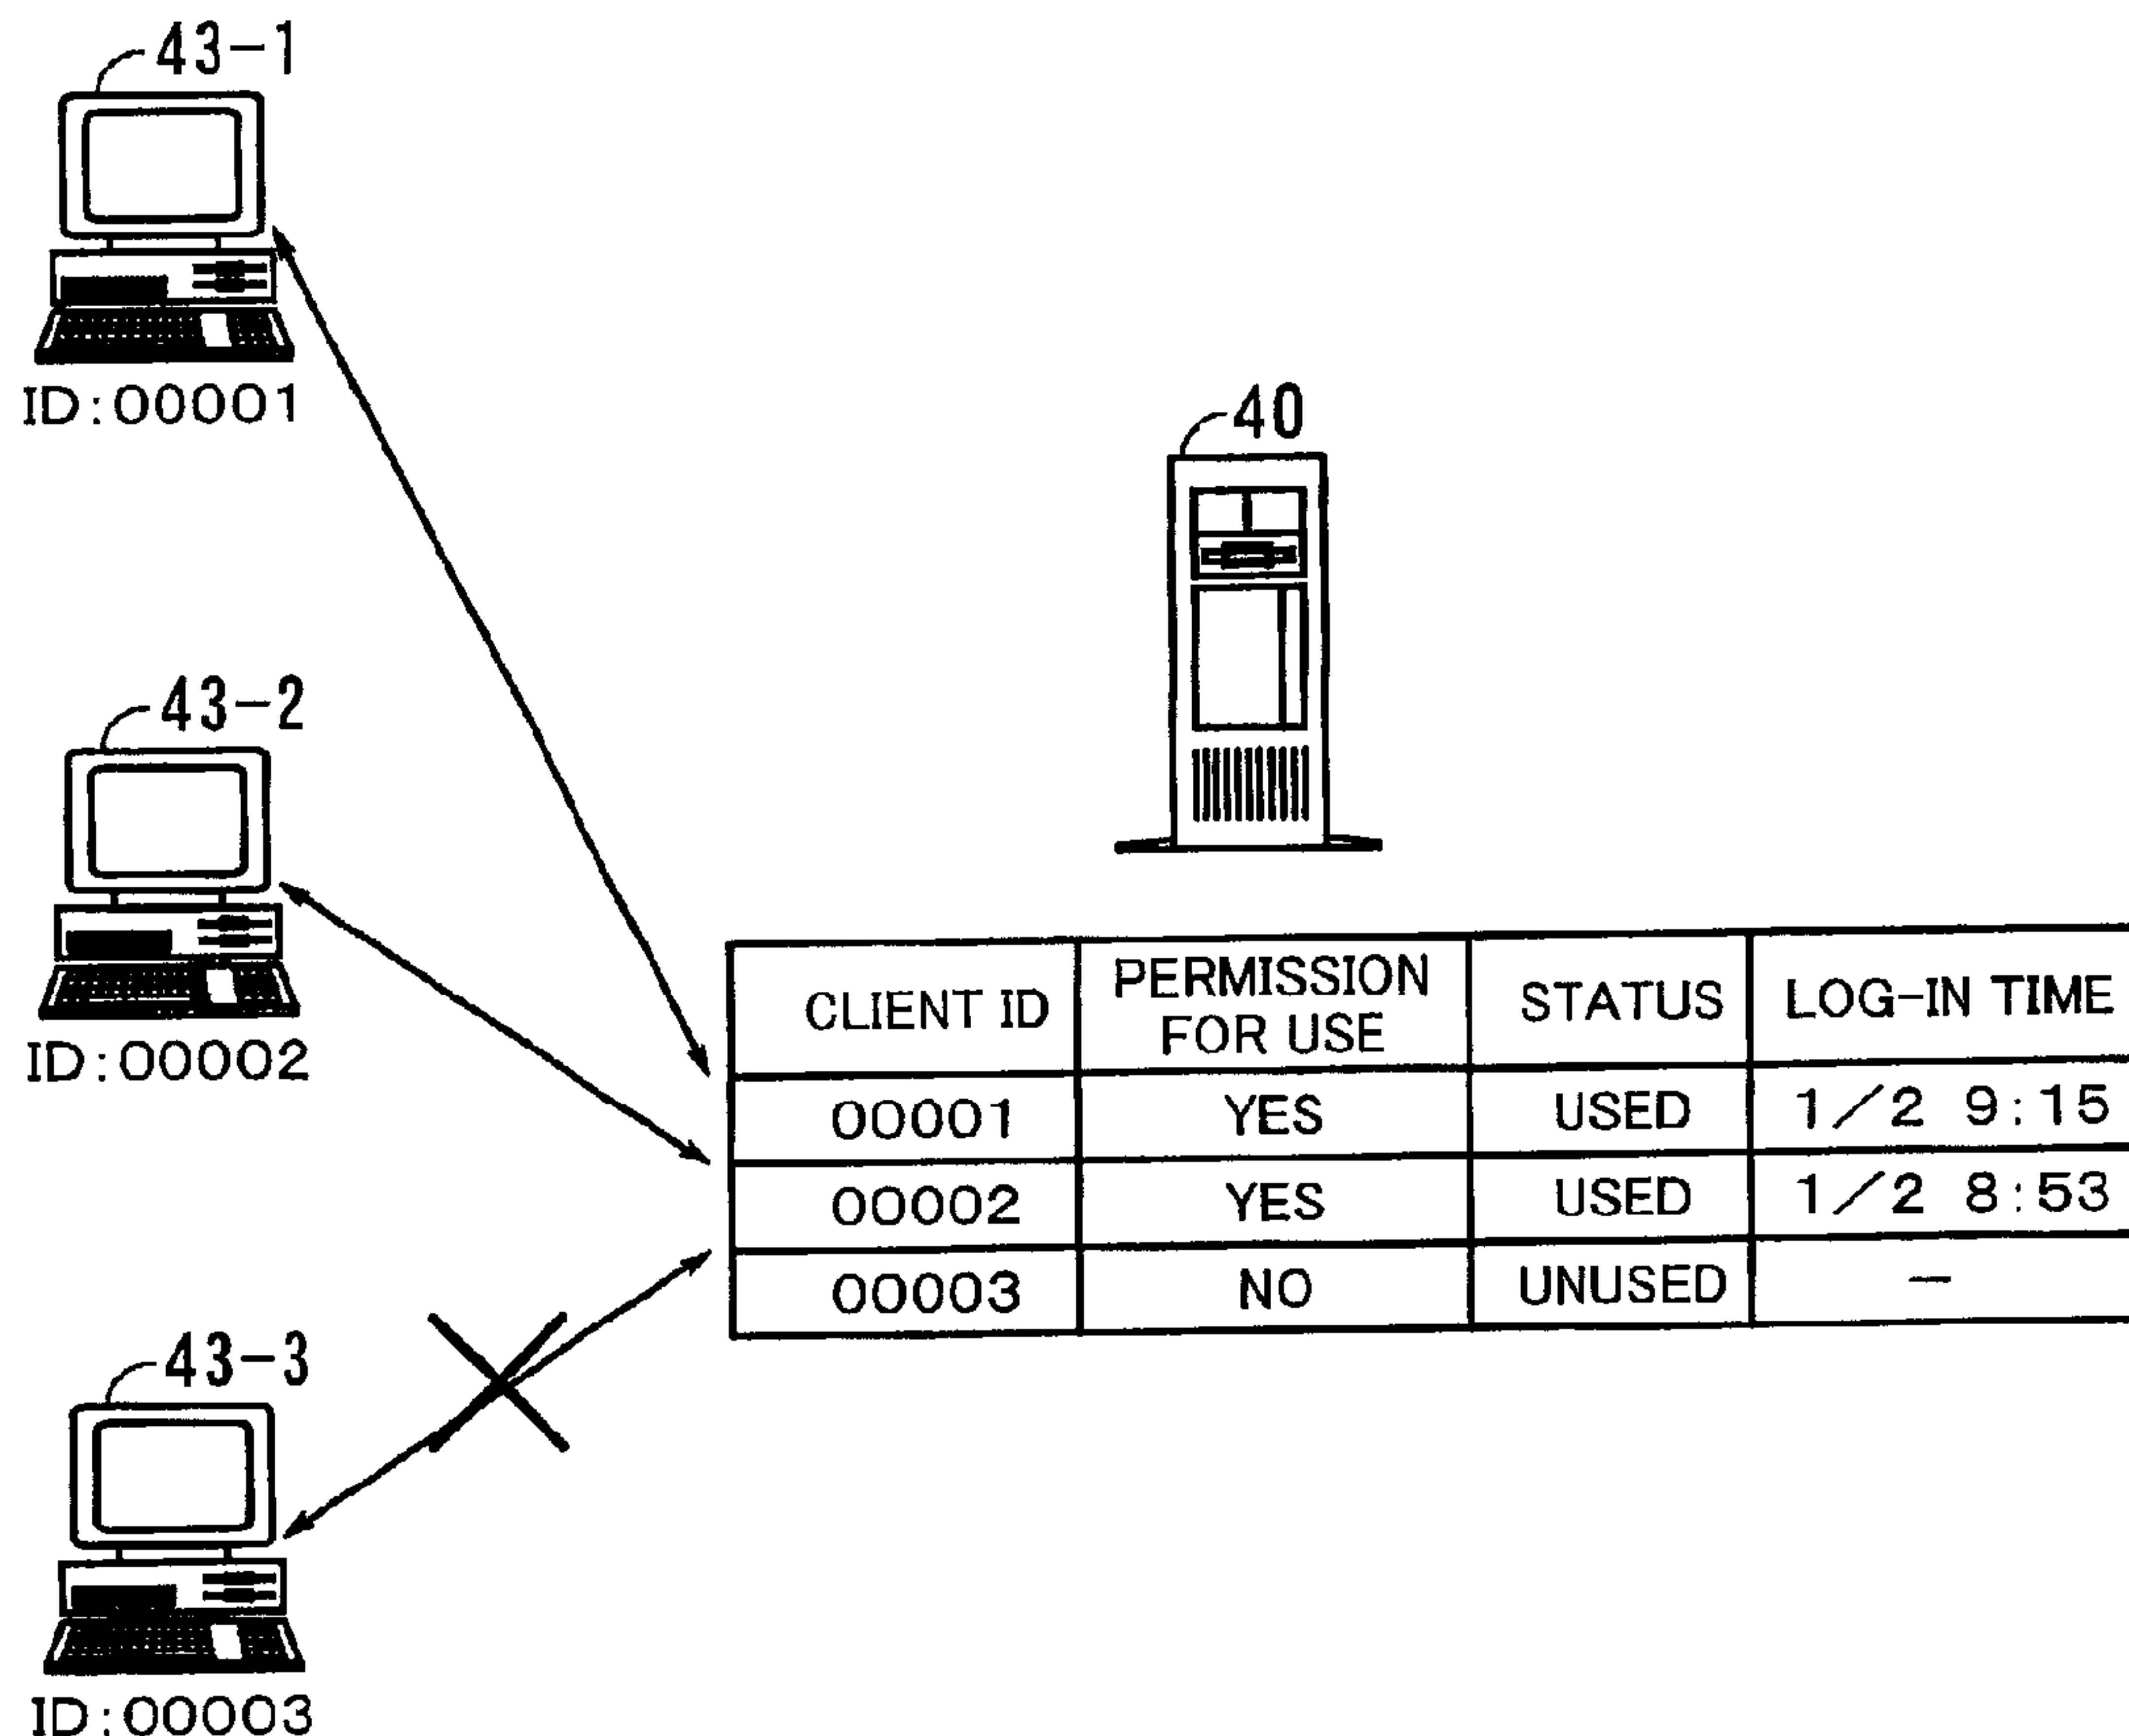 43-1
ID:00001
40
43-2
ID:00002
CLIENT ID PERMISSION FOR USE STATUS LOG-IN TIME
00001 YES USED 1/2 9:15
00002 YES USED 1/2 8:53
00003 NO UNUSED –
43-3
ID:00003